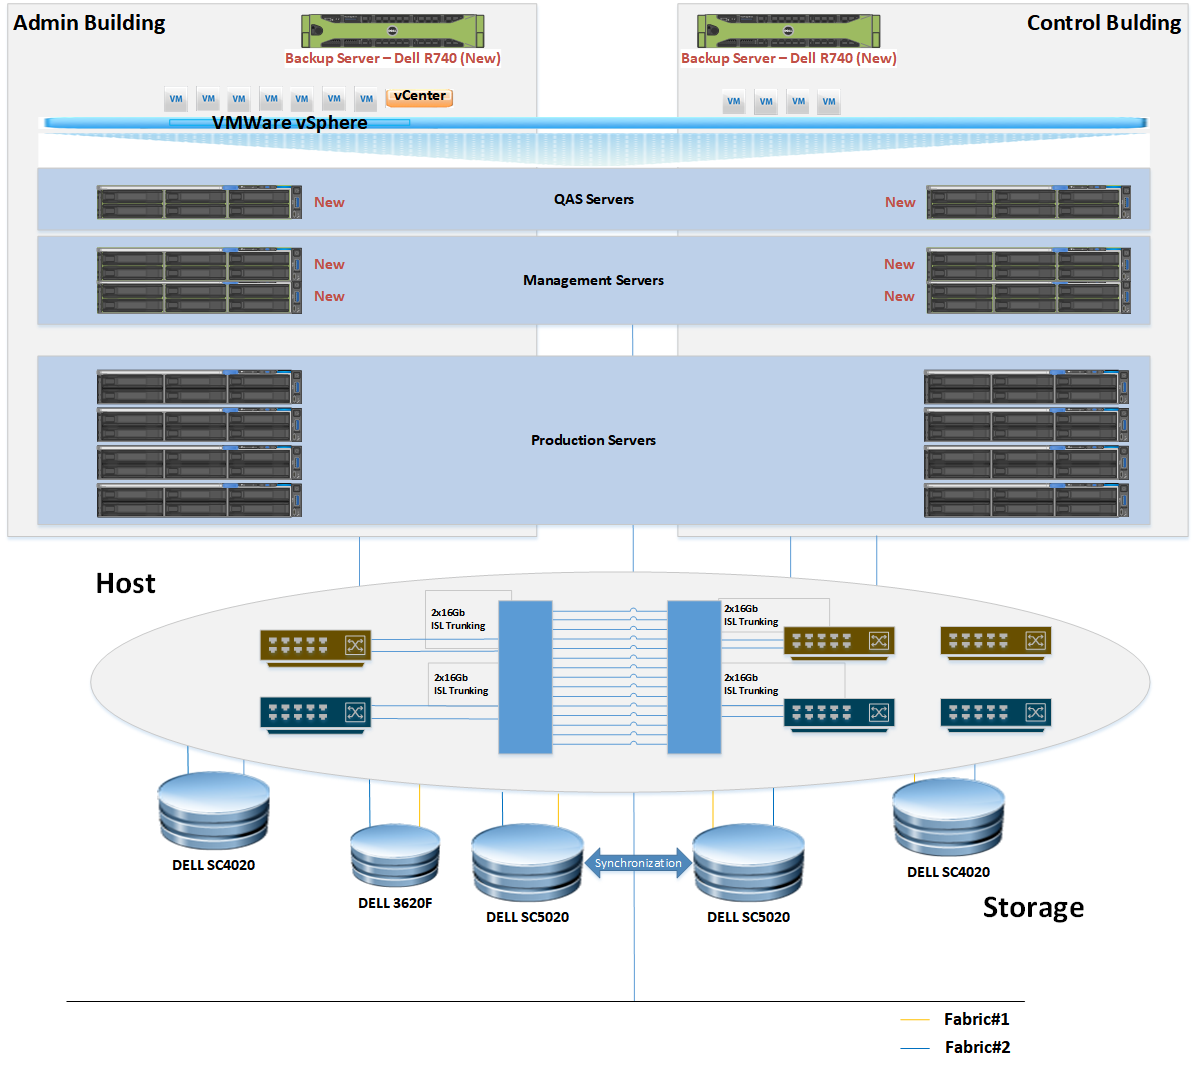 Admin Building
Control Bulding
Backup Server – Dell R740 (New)
Backup Server – Dell R740 (New)
VM VM VM VM VM VM VM vCenter
VM VM VM VM
VMWare vSphere
New QAS Servers New
New New
Management Servers
New New
Production Servers
Host
2x16Gb
ISL Trunking
2x16Gb
ISL Trunking
2x16Gb
ISL Trunking
2x16Gb
ISL Trunking
Synchronization
DELL SC4020
DELL SC4020
DELL 3620F
DELL SC5020
DELL SC5020
Storage
Fabric#1
Fabric#2